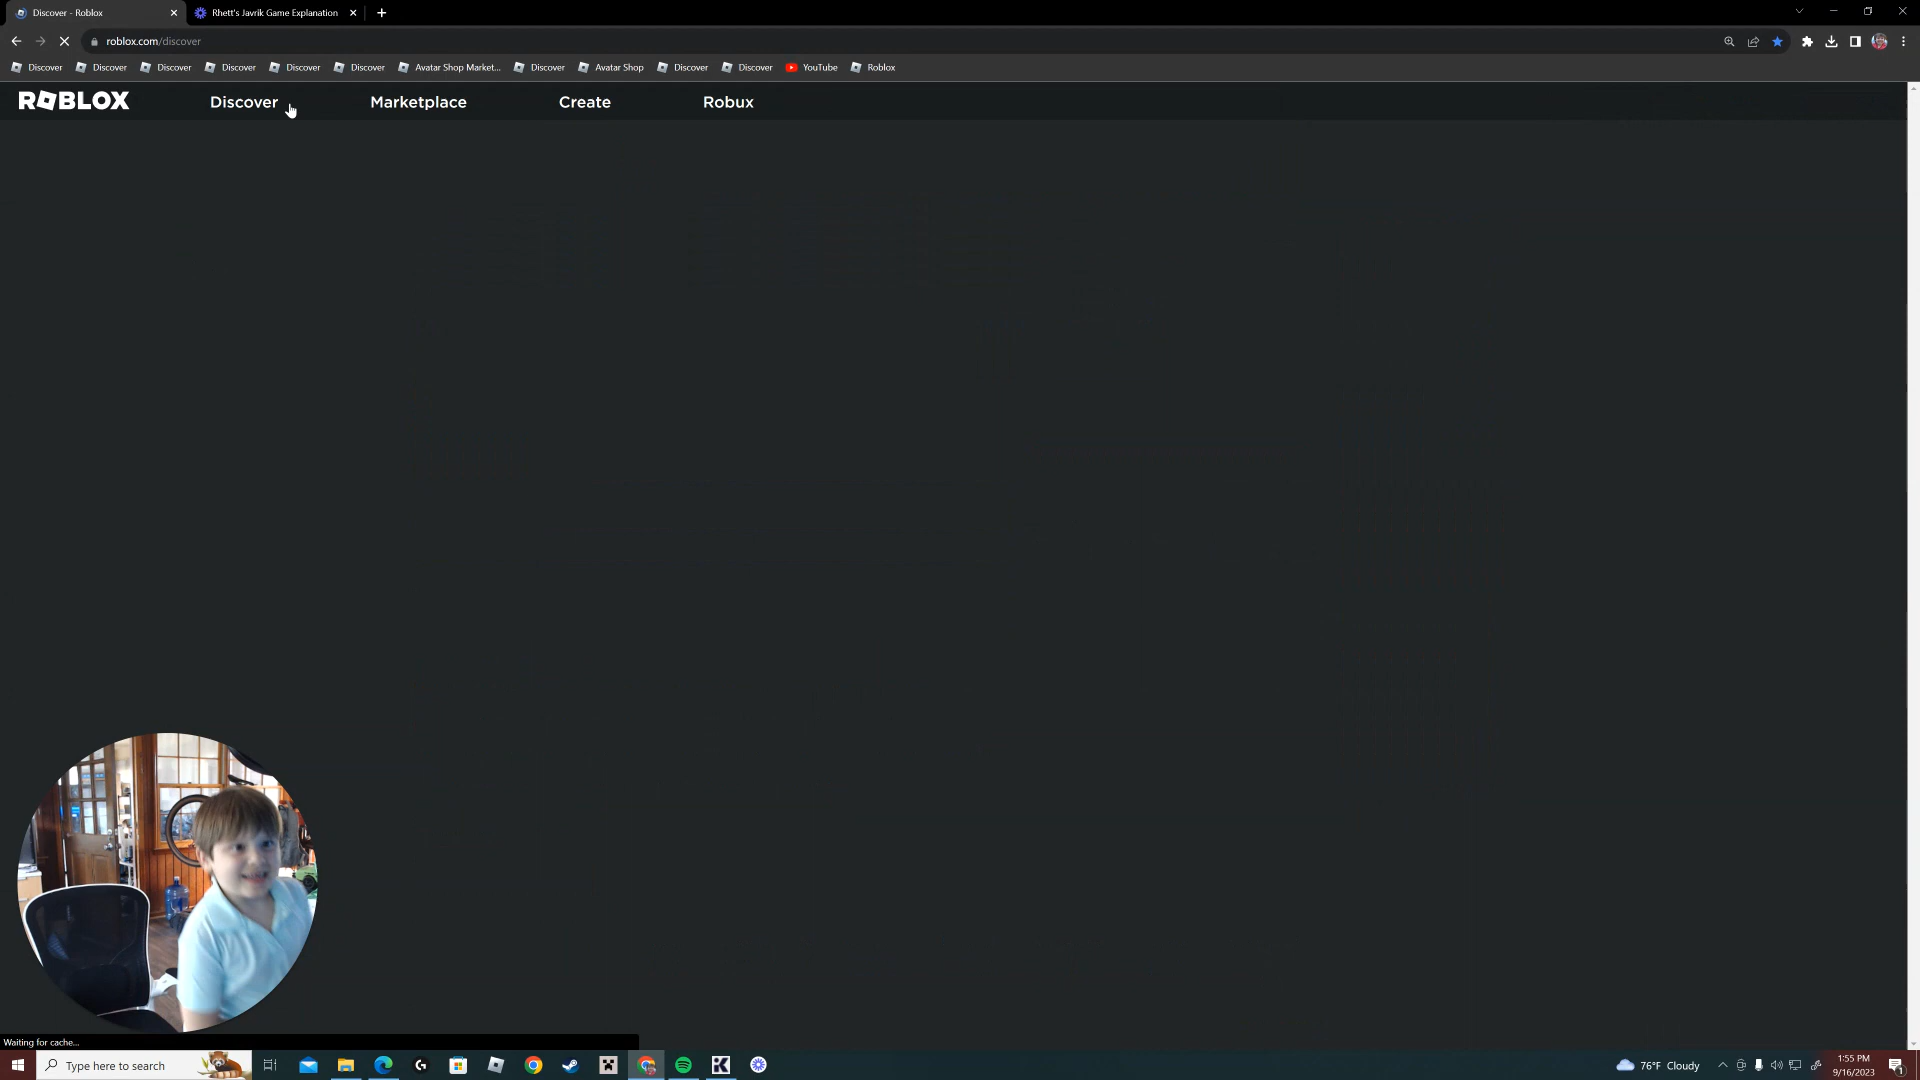 Discover - Roblox
Rhett's Javrik Game Explanation
roblox.com/discover
Discover Discover Discover Discover Discover Discover Avatar Shop Market... Discover Avatar Shop Discover Discover YouTube Roblox
ROBLOX Discover Marketplace Create Robux
Waiting for cache...
Type here to search
76°F Cloudy
1:55 PM
9/16/2023
1